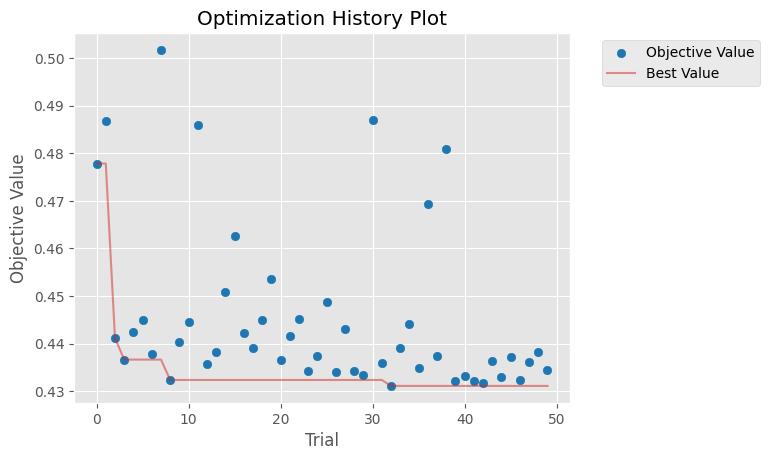 Optimization History Plot
Objective Value
Best Value
Objective Value
0.50
0.49
0.48
0.47
0.46
0.45
0.44
0.43
0 10 20 30 40 50
Trial